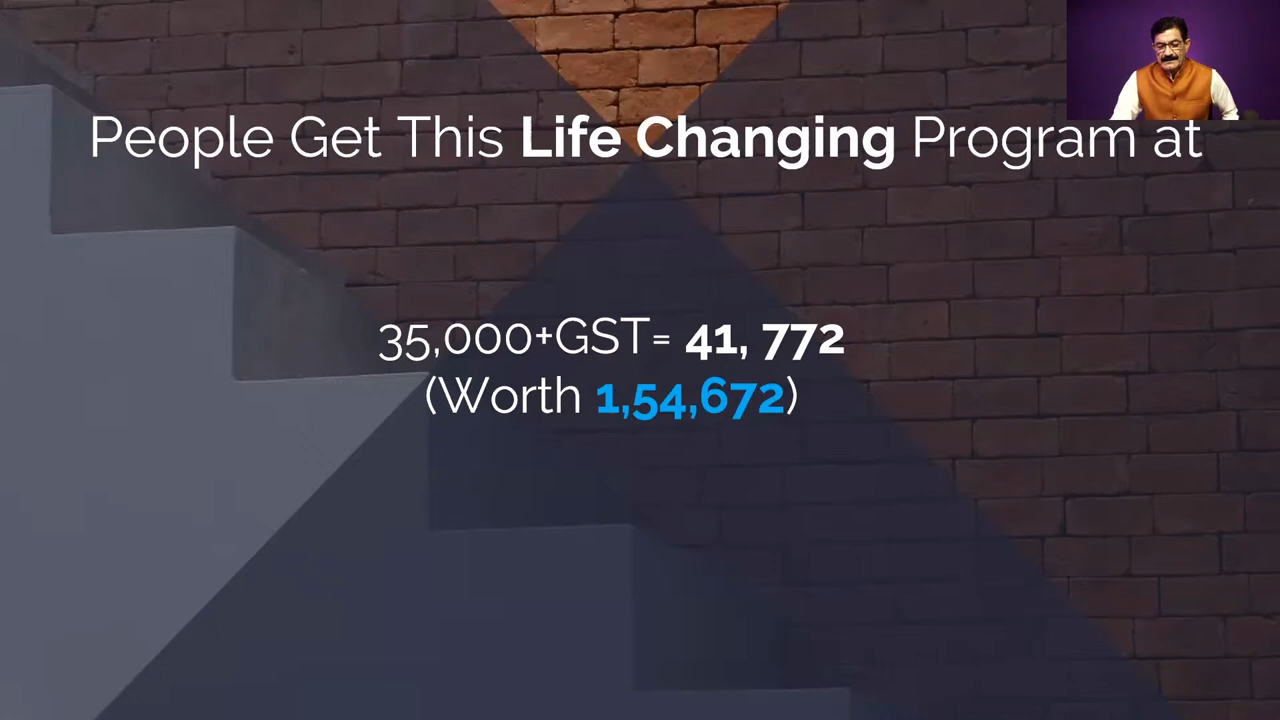 People Get This Life Changing Program at
35,000+GST= 41, 772
(Worth 1,54,672)